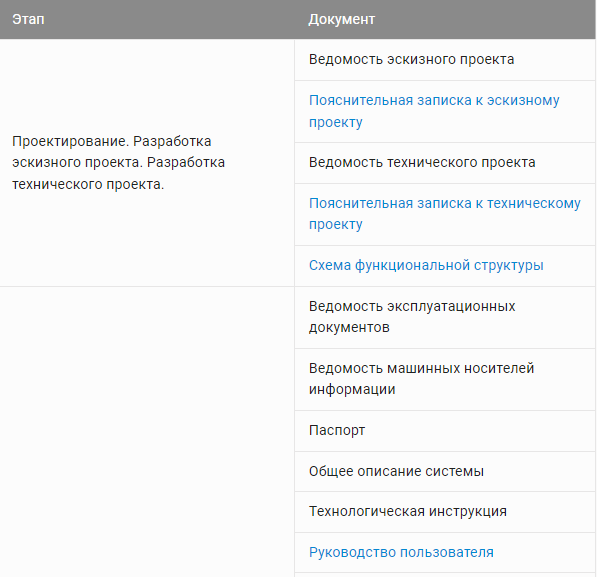 Этап Документ
Ведомость эскизного проекта
Пояснительная записка к эскизному
проекту
Проектирование. Разработка
эскизного проекта. Разработка
технического проекта.
Ведомость технического проекта
Пояснительная записка к техническому
проекту
Схема функциональной структуры
Ведомость эксплуатационных
документов
Ведомость машинных носителей
информации
Паспорт
Общее описание системы
Технологическая инструкция
Руководство пользователя